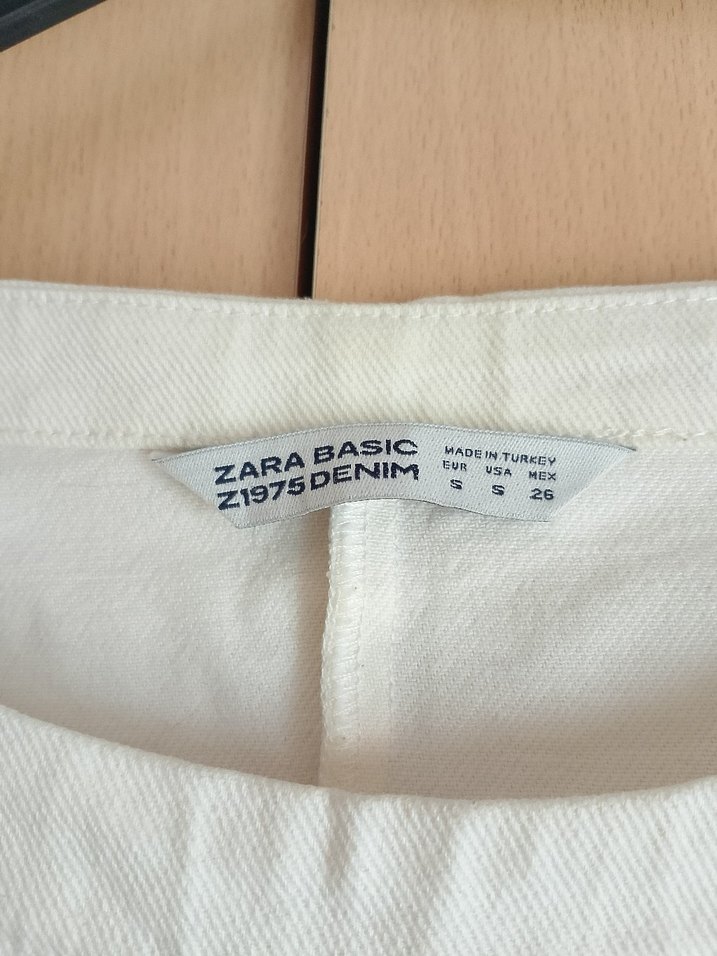 ZARA BASIC
Z1975 DENIM
MADE IN TURKEY
EUR USA MEX
S S 26